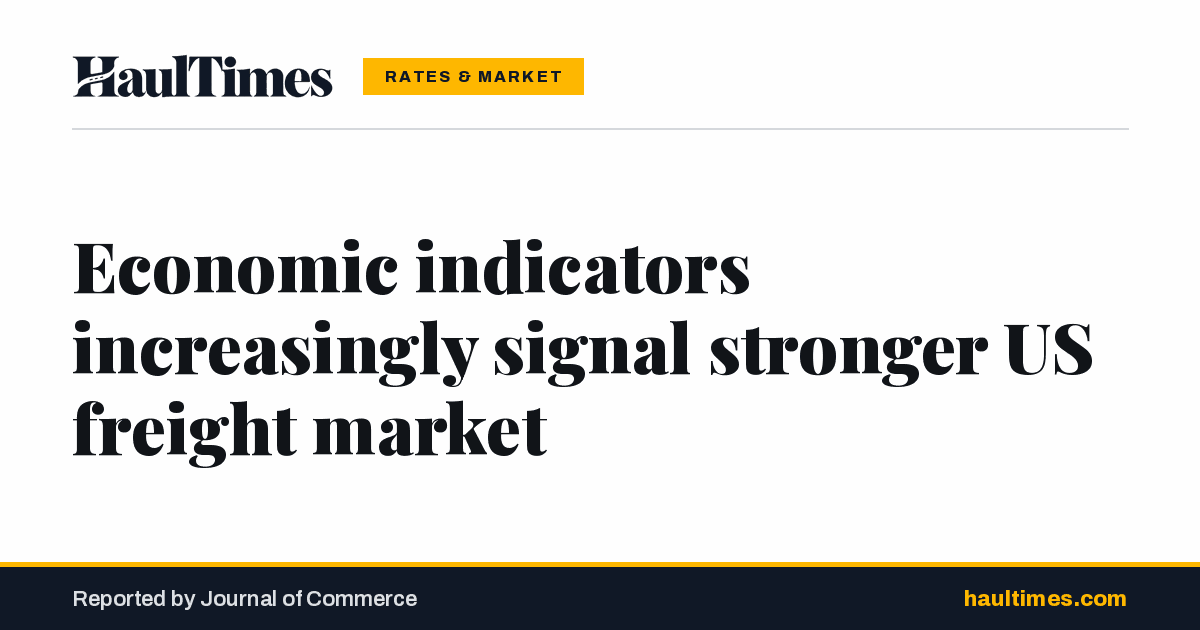 HaulTimes
RATES & MARKET
Economic indicators
increasingly signal stronger US
freight market
Reported by Journal of Commerce
haultimes.com